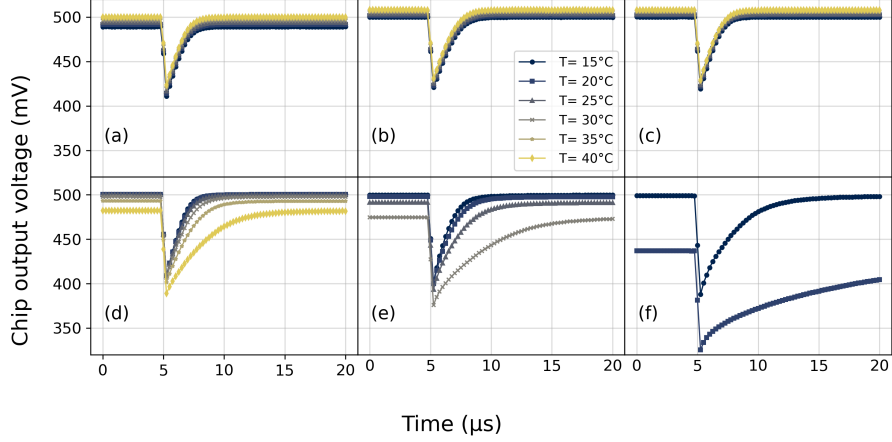 500
450
400
350
(a)
(b)
(c)
T= 15°C
T= 20°C
T= 25°C
T= 30°C
T= 35°C
T= 40°C
500
450
400
350
(d)
(e)
(f)
0 5 10 15 20
0 5 10 15 20
0 5 10 15 20
Chip output voltage (mV)
Time (µs)